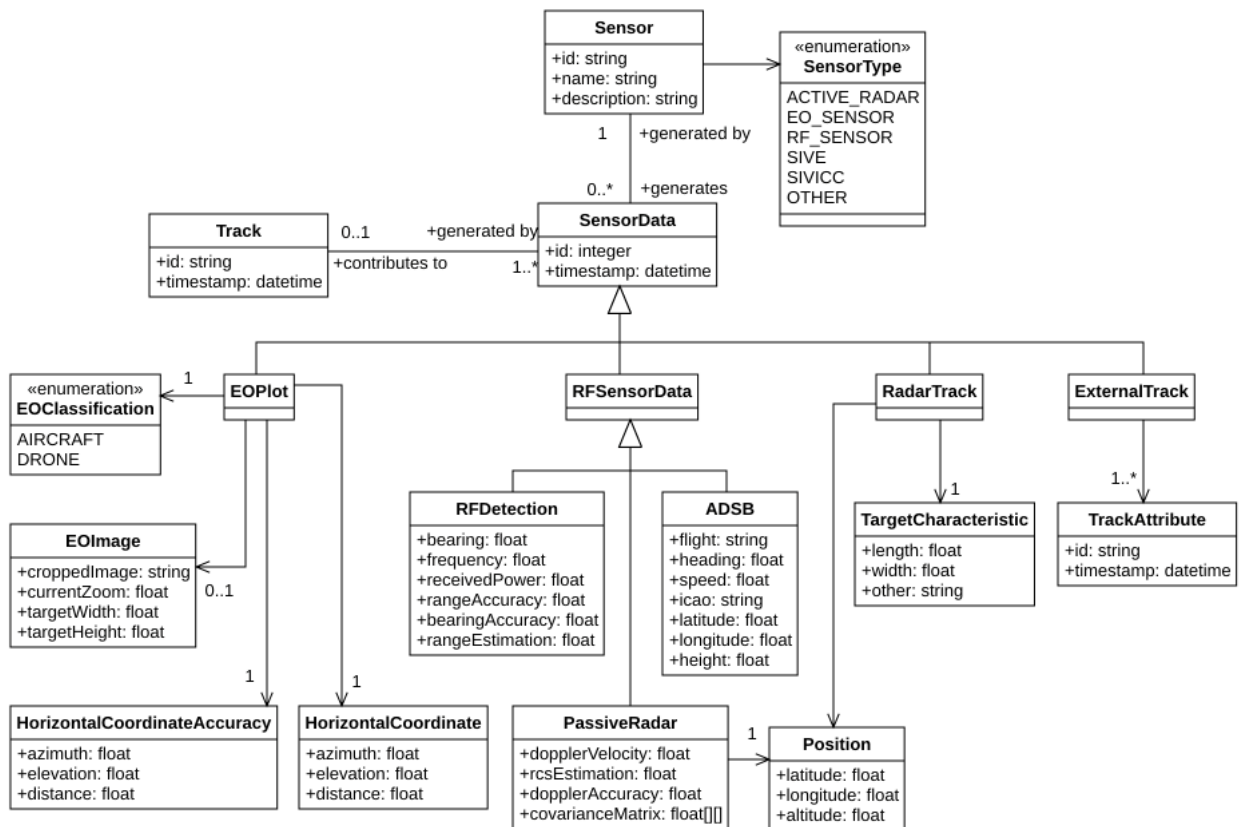 Sensor
+id: string
+name: string
+description: string
«enumeration»
SensorType
ACTIVE_RADAR
EO_SENSOR
RF_SENSOR
SIVE
SIVICC
OTHER
1
+generated by
0..*
+generates
Track
+id: string
+timestamp: datetime
0..1
+generated by
+contributes to
1..*
SensorData
+id: integer
+timestamp: datetime
«enumeration»
EOClassification
AIRCRAFT
DRONE
1
EOPlot
RFSensorData
RadarTrack
ExternalTrack
EOImage
+croppedImage: string
+currentZoom: float
+targetWidth: float
+targetHeight: float
0..1
RFDetection
+bearing: float
+frequency: float
+receivedPower: float
+rangeAccuracy: float
+bearingAccuracy: float
+rangeEstimation: float
ADSB
+flight: string
+heading: float
+speed: float
+icao: string
+latitude: float
+longitude: float
+height: float
1
TargetCharacteristic
+length: float
+width: float
+other: string
1..*
TrackAttribute
+id: string
+timestamp: datetime
1
HorizontalCoordinateAccuracy
+azimuth: float
+elevation: float
+distance: float
1
HorizontalCoordinate
+azimuth: float
+elevation: float
+distance: float
PassiveRadar
+dopplerVelocity: float
+rcsEstimation: float
+dopplerAccuracy: float
+covarianceMatrix: float[][]
1
Position
+latitude: float
+longitude: float
+altitude: float